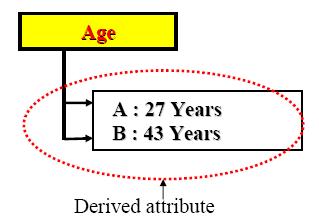 Age
A : 27 Years
B : 43 Years
Derived attribute